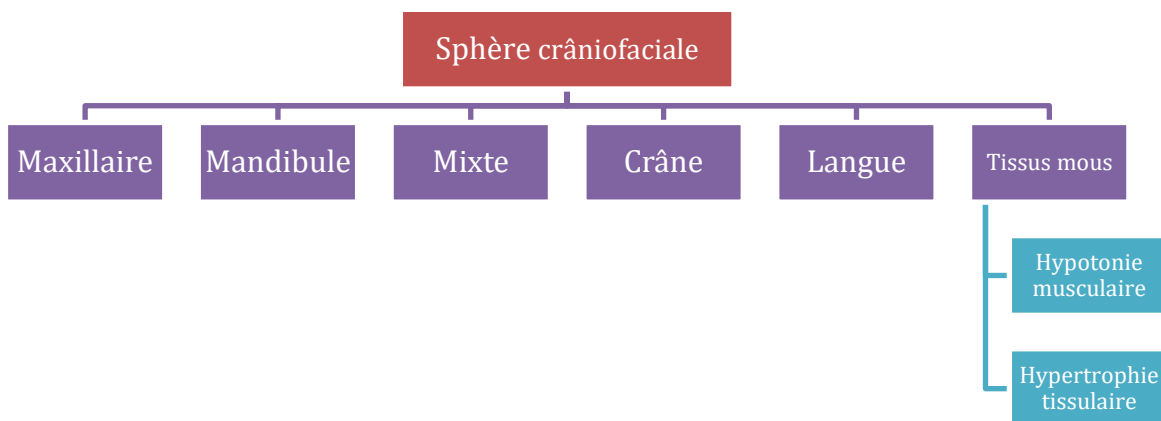 Sphère crâniofaciale
Maxillaire
Mandibule
Mixte
Crâne
Langue
Tissus mous
Hypotonie
musculaire
Hypertrophie
tissulaire